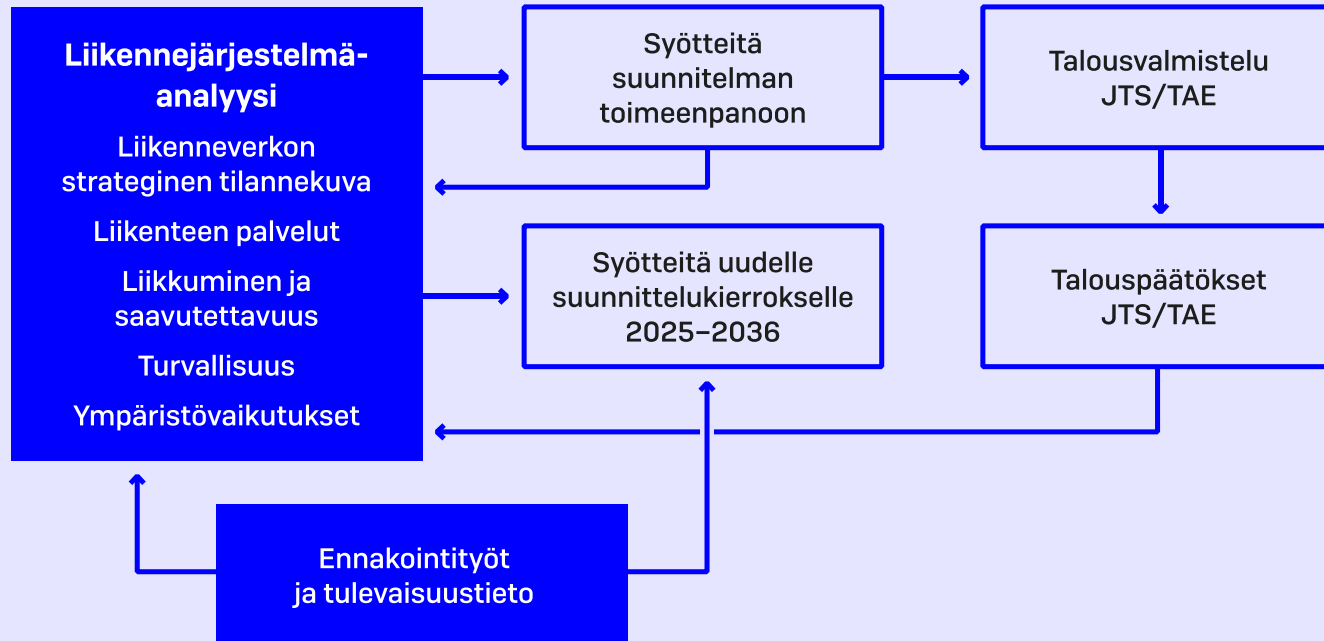 Liikennejärjestelmä-
analyysi
Liikenneverkon
strateginen tilannekuva
Liikenteen palvelut
Liikkuminen ja
saavutettavuus
Turvallisuus
Ympäristövaikutukset
Syötteitä
suunnitelman
toimeenpanoon
Talousvalmistelu
JTS/TAE
Syötteitä uudelle
suunnittelukierrokselle
2025–2036
Talouspäätökset
JTS/TAE
Ennakointityöt
ja tulevaisuustieto